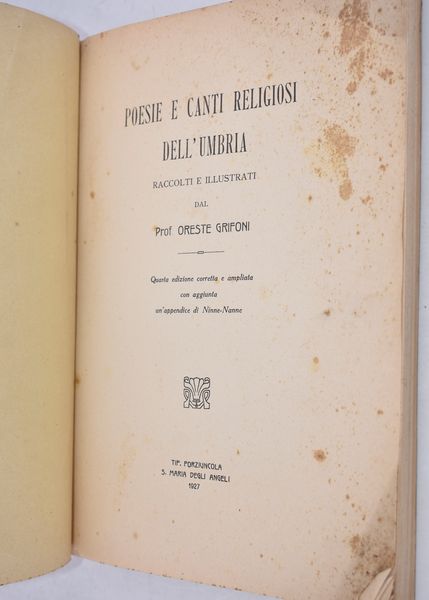 POESIE E CANTI RELIGIOSI
DELL'UMBRIA
RACCOLTI E ILLUSTRATI
DAL
Prof. ORESTE GRIFONI
Quarta edizione corretta e ampliata
con aggiunta
un'appendice di Ninne-Nanne
TIP. PORZIUNCOLA
S. MARIA DEGLI ANGELI
1927